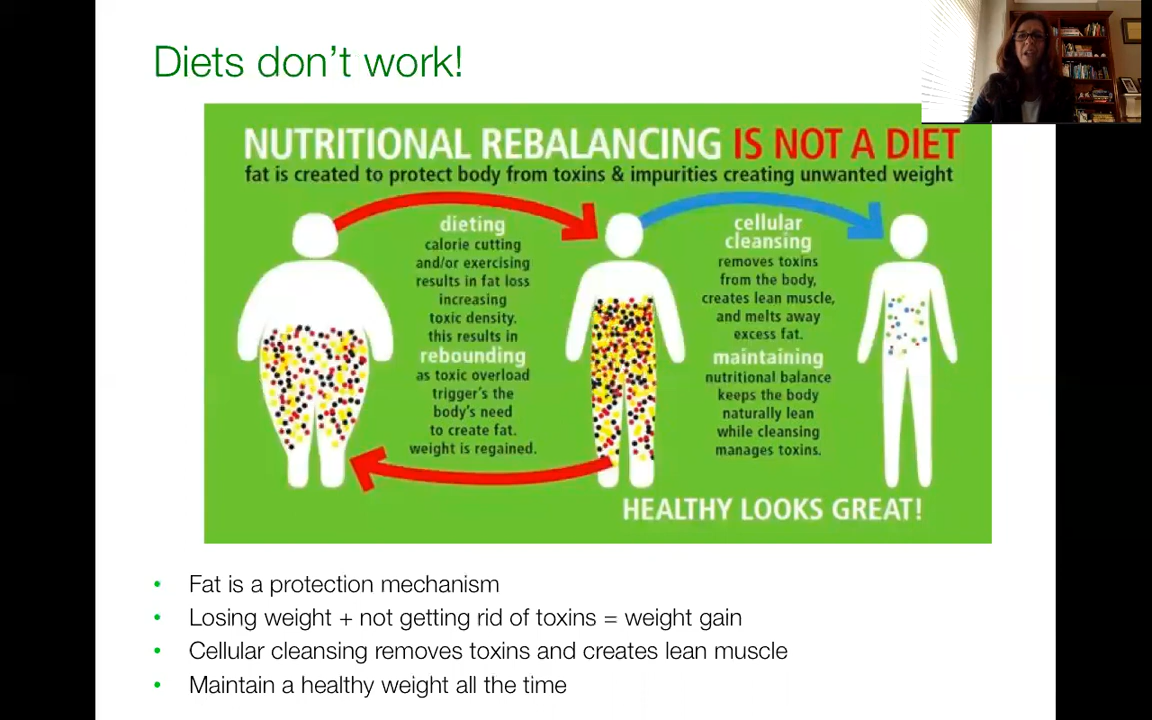 Diets don't work!
NUTRITIONAL REBALANCING IS NOT A DIET
fat is created to protect body from toxins & impurities creating unwanted weight
dieting
calorie cutting
and/or exercising
results in fat loss
increasing
toxic density.
this results in
rebounding
as toxic overload
trigger's the
body's need
to create fat.
weight is regained.
cellular
cleansing
removes toxins
from the body,
creates lean muscle,
and melts away
excess fat.
maintaining
nutritional balance
keeps the body
naturally lean
while cleansing
manages toxins.
HEALTHY LOOKS GREAT!
• Fat is a protection mechanism
• Losing weight + not getting rid of toxins = weight gain
• Cellular cleansing removes toxins and creates lean muscle
• Maintain a healthy weight all the time